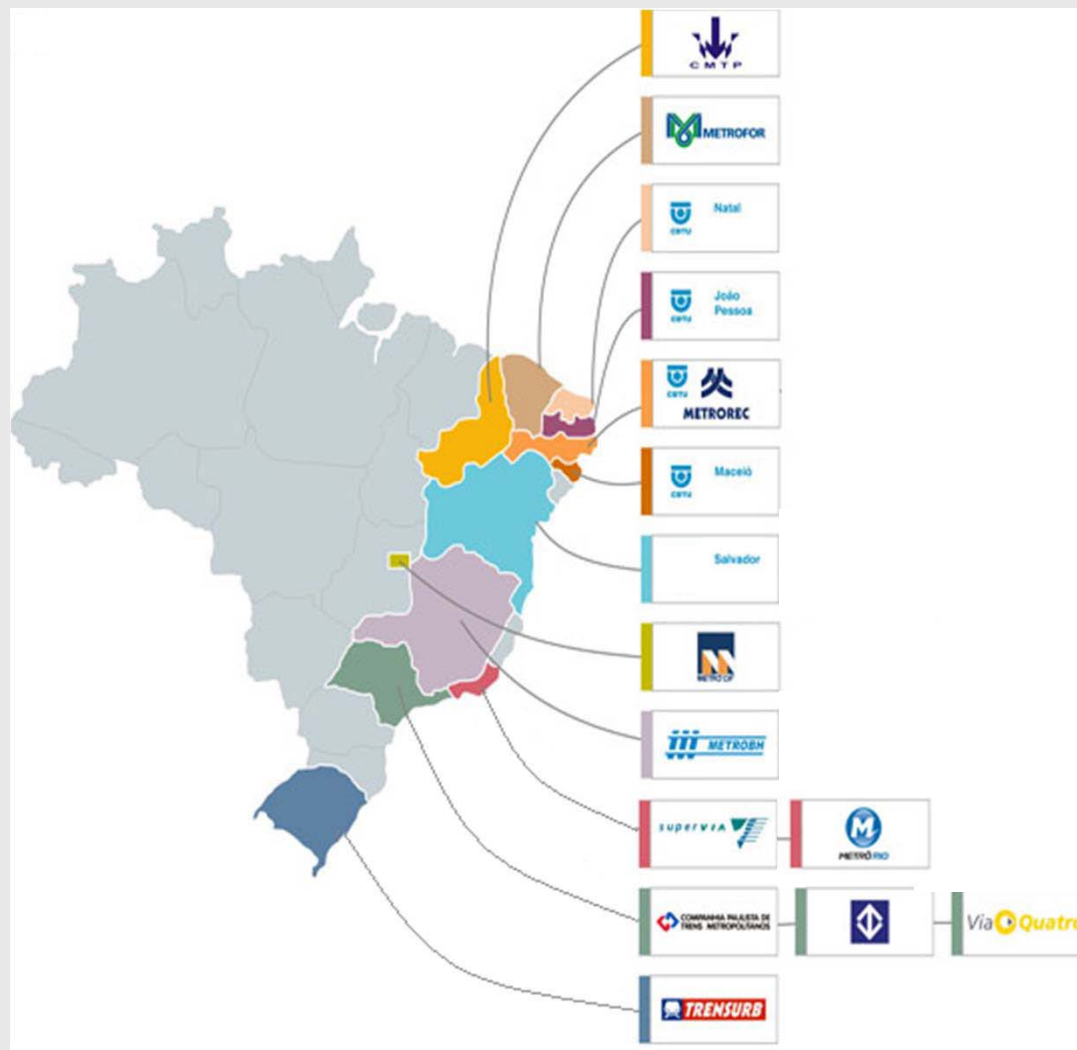 CMTP
METROFOR
CBTU
Natal
CBTU
João
Pessoa
CBTU
METROREC
CBTU
Maceió
Salvador
METRÔ DF
METROBH
SUPERVIA
METRÔ RIO
COMPANHIA PAULISTA DE
TRENS METROPOLITANOS
ViaQuatro
TRENSURB